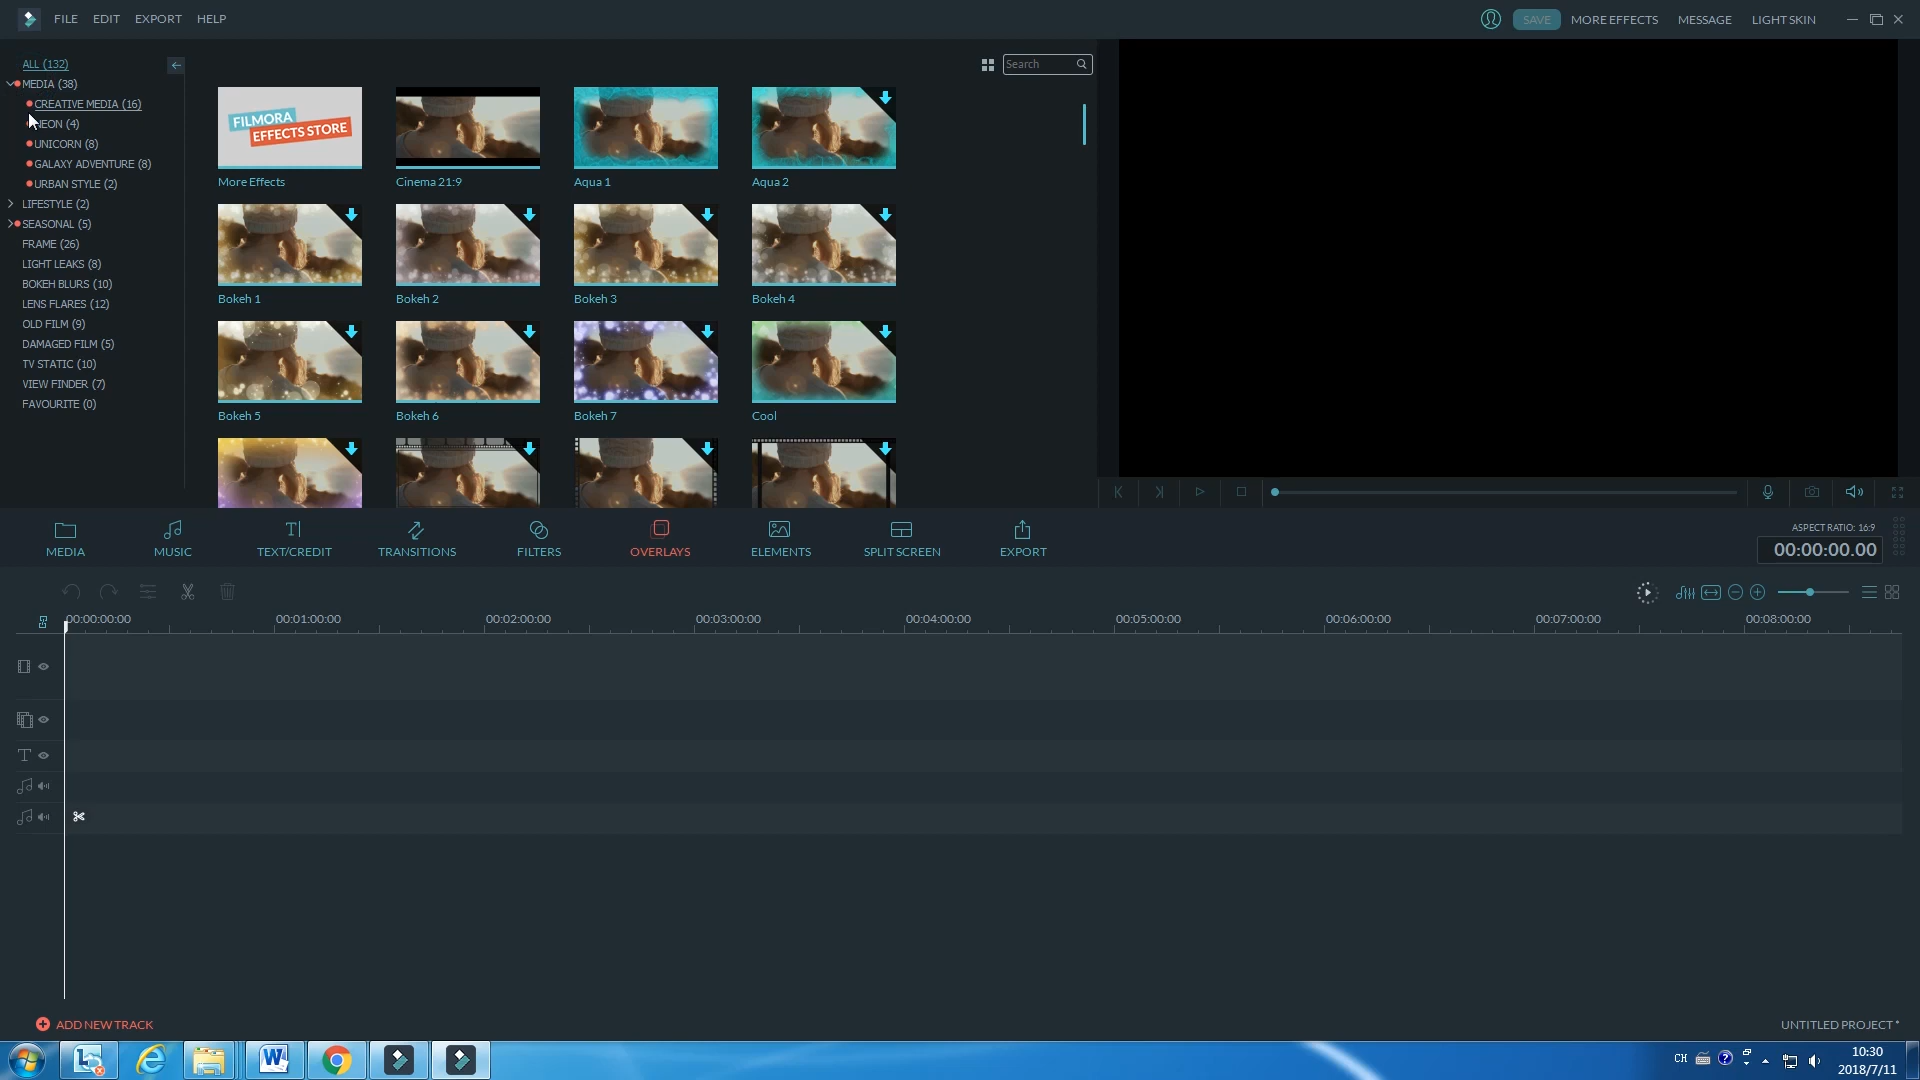 FILE EDIT EXPORT HELP
SAVE MORE EFFECTS MESSAGE LIGHT SKIN
ALL (132)
MEDIA (38)
CREATIVE MEDIA (16)
NEON (4)
UNICORN (8)
GALAXY ADVENTURE (8)
URBAN STYLE (2)
LIFESTYLE (2)
SEASONAL (5)
FRAME (26)
LIGHT LEAKS (8)
BOKEH BLURS (10)
LENS FLARES (12)
OLD FILM (9)
DAMAGED FILM (5)
TV STATIC (10)
VIEW FINDER (7)
FAVOURITE (0)
Search
FILMORA
EFFECTS STORE
More Effects Cinema 21:9 Aqua 1 Aqua 2
Bokeh 1 Bokeh 2 Bokeh 3 Bokeh 4
Bokeh 5 Bokeh 6 Bokeh 7 Cool
MEDIA MUSIC TEXT/CREDIT TRANSITIONS FILTERS OVERLAYS ELEMENTS SPLIT SCREEN EXPORT
ASPECT RATIO: 16:9
00:00:00.00
00:00:00:00 00:01:00:00 00:02:00:00 00:03:00:00 00:04:00:00 00:05:00:00 00:06:00:00 00:07:00:00 00:08:00:00
ADD NEW TRACK
UNTITLED PROJECT *
CH
10:30
2018/7/11